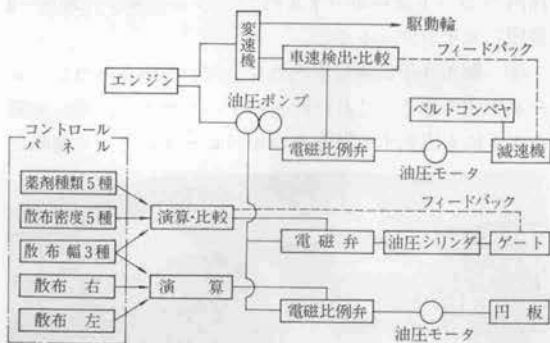 変速機
駆動輪
車速検出・比較
フィードバック
エンジン
油圧ポンプ
ベルトコンベヤ
コントロール
パネル
電磁比例弁
油圧モータ
減速機
薬剤種類5種
散布密度5種
演算・比較
フィードバック
散布幅3種
電磁弁
油圧シリンダ
ゲート
散布右
演算
散布左
電磁比例弁
油圧モータ
円板